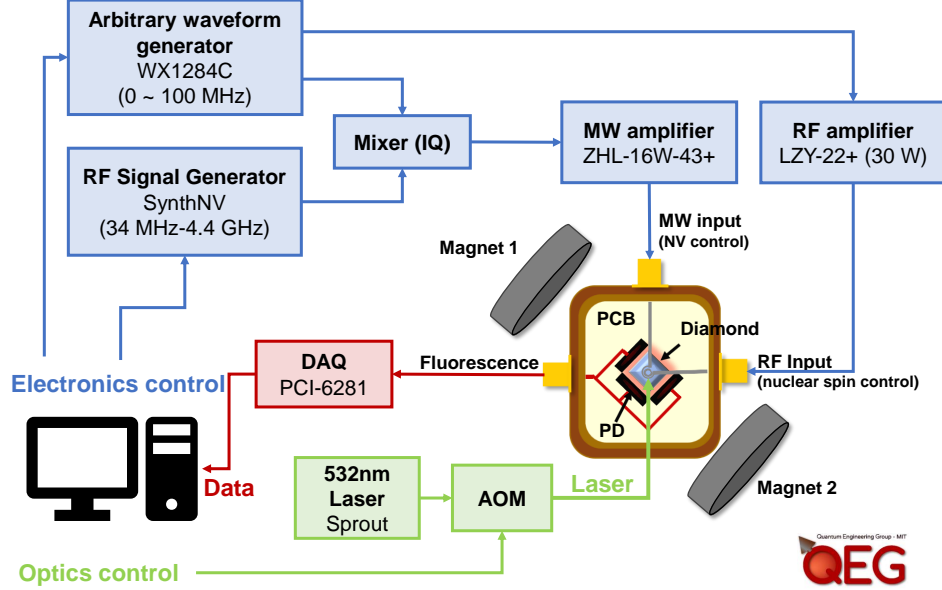 Arbitrary waveform
generator
WX1284C
(0 ~ 100 MHz)
Mixer (IQ)
MW amplifier
ZHL-16W-43+
RF amplifier
LZY-22+ (30 W)
RF Signal Generator
SynthNV
(34 MHz-4.4 GHz)
MW input
(NV control)
Magnet 1
PCB
Diamond
DAQ
PCI-6281
Fluorescence
RF Input
(nuclear spin control)
Electronics control
PD
Data
532nm
Laser
Sprout
AOM
Laser
Magnet 2
Optics control
Quantum Engineering Group - MIT
QEG